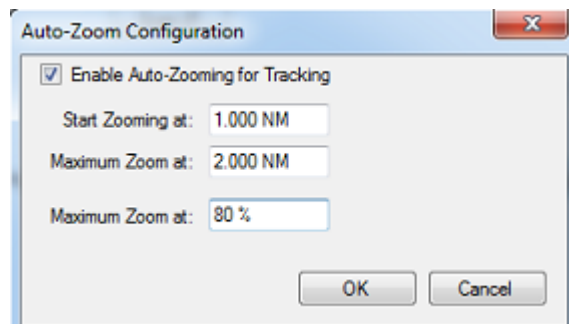 Auto-Zoom Configuration
Enable Auto-Zooming for Tracking
Start Zooming at: 1.000 NM
Maximum Zoom at: 2.000 NM
Maximum Zoom at: 80 %
OK Cancel